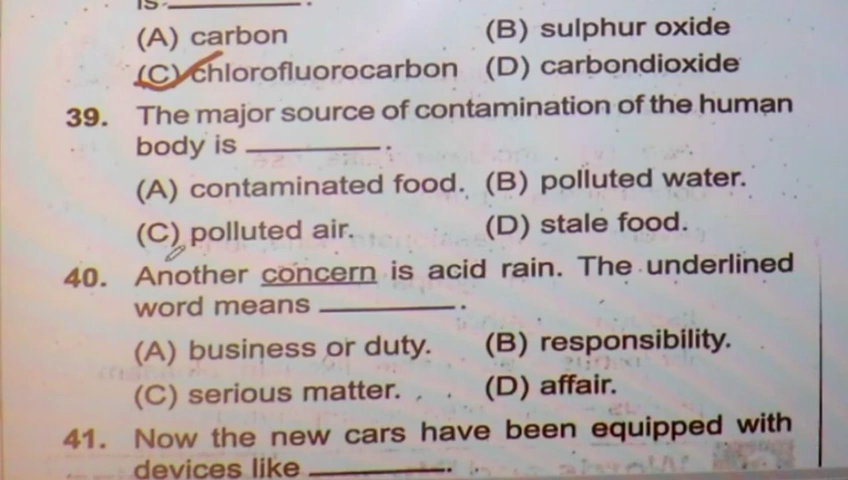 is
(A) carbon (B) sulphur oxide
(C) chlorofluorocarbon (D) carbondioxide
39. The major source of contamination of the human
body is ________.
(A) contaminated food. (B) polluted water.
(C) polluted air. (D) stale food.
40. Another concern is acid rain. The underlined
word means ________.
(A) business or duty. (B) responsibility.
(C) serious matter. (D) affair.
41. Now the new cars have been equipped with
devices like ________.